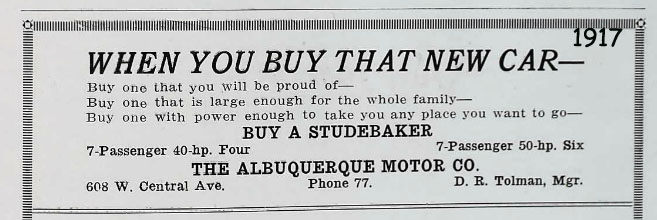 1917
WHEN YOU BUY THAT NEW CAR—
Buy one that you will be proud of—
Buy one that is large enough for the whole family—
Buy one with power enough to take you any place you want to go—
BUY A STUDEBAKER
7-Passenger 40-hp. Four 7-Passenger 50-hp. Six
THE ALBUQUERQUE MOTOR CO.
608 W. Central Ave. Phone 77. D. R. Tolman, Mgr.